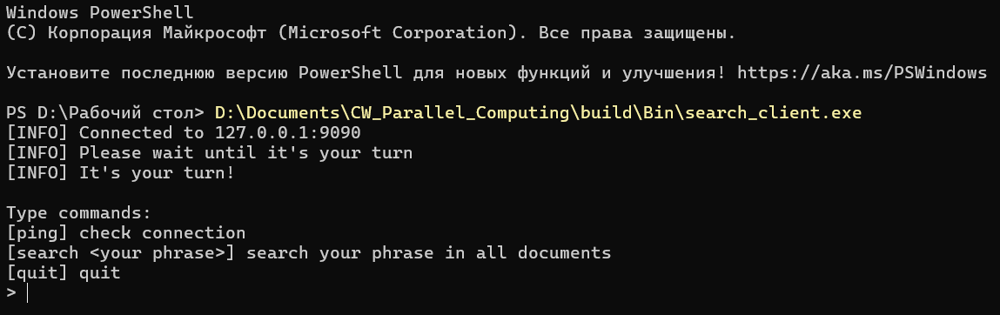 Windows PowerShell
(C) Корпорация Майкрософт (Microsoft Corporation). Все права защищены.
Установите последнюю версию PowerShell для новых функций и улучшения! https://aka.ms/PSWindows
PS D:\Рабочий стол> D:\Documents\CW_Parallel_Computing\build\Bin\search_client.exe
[INFO] Connected to 127.0.0.1:9090
[INFO] Please wait until it's your turn
[INFO] It's your turn!
Type commands:
[ping] check connection
[search <your phrase>] search your phrase in all documents
[quit] quit
>